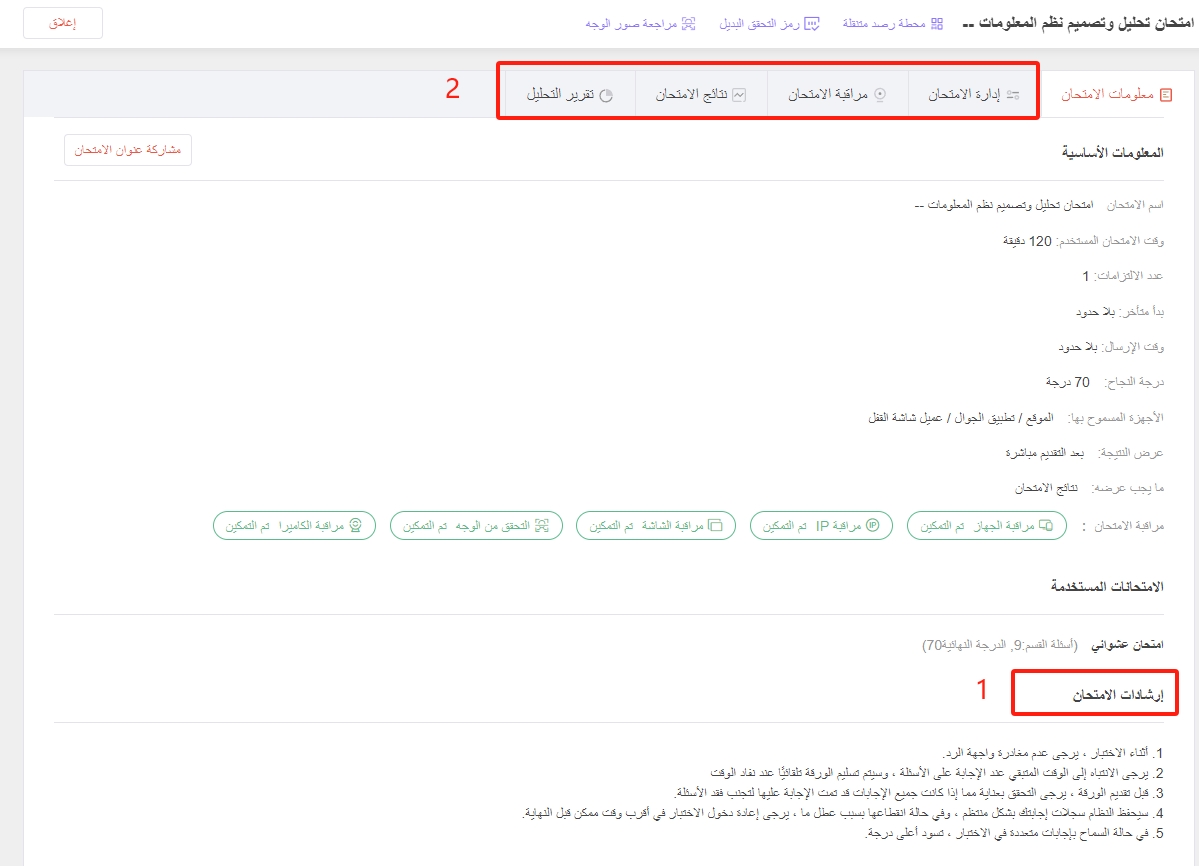 امتحان تحليل وتصميم نظم المعلومات -- محطة رصد متنقلة رمز التحقق البديل مراجعة صور الوجه إغلاق
معلومات الامتحان إدارة الامتحان مراقبة الامتحان نتائج الامتحان تقرير التحليل 2
المعلومات الأساسية مشاركة عنوان الامتحان
اسم الامتحان امتحان تحليل وتصميم نظم المعلومات --
وقت الامتحان المستخدم: 120 دقيقة
عدد الالتزامات: 1
بدأ متأخر: بلا حدود
وقت الإرسال: بلا حدود
درجة النجاح: 70 درجة
الأجهزة المسموح بها: الموقع / تطبيق الجوال / عميل شاشة القفل
عرض النتيجة: بعد التقديم مباشرة
ما يجب عرضه: نتائج الامتحان
مراقبة الامتحان : مراقبة الجهاز تم التمكين مراقبة IP تم التمكين مراقبة الشاشة تم التمكين التحقق من الوجه تم التمكين مراقبة الكاميرا تم التمكين
الامتحانات المستخدمة
امتحان عشوائي (أسئلة القسم:9, الدرجة النهائية70)
إرشادات الامتحان 1
1. أثناء الاختبار ، يرجى عدم مغادرة واجهة الرد.
2. يرجى الانتباه إلى الوقت المتبقي عند الإجابة على الأسئلة ، وسيتم تسليم الورقة تلقائيًا عند نفاد الوقت
3. قبل تقديم الورقة ، يرجى التحقق بعناية مما إذا كانت جميع الإجابات قد تمت الإجابة عليها لتجنب فقد الأسئلة.
4. سيحفظ النظام سجلات إجابتك بشكل منتظم ، وفي حالة انقطاعها بسبب عطل ما ، يرجى إعادة دخول الاختبار في أقرب وقت ممكن قبل النهاية.
5. في حالة السماح بإجابات متعددة في الاختبار ، تسود أعلى درجة.